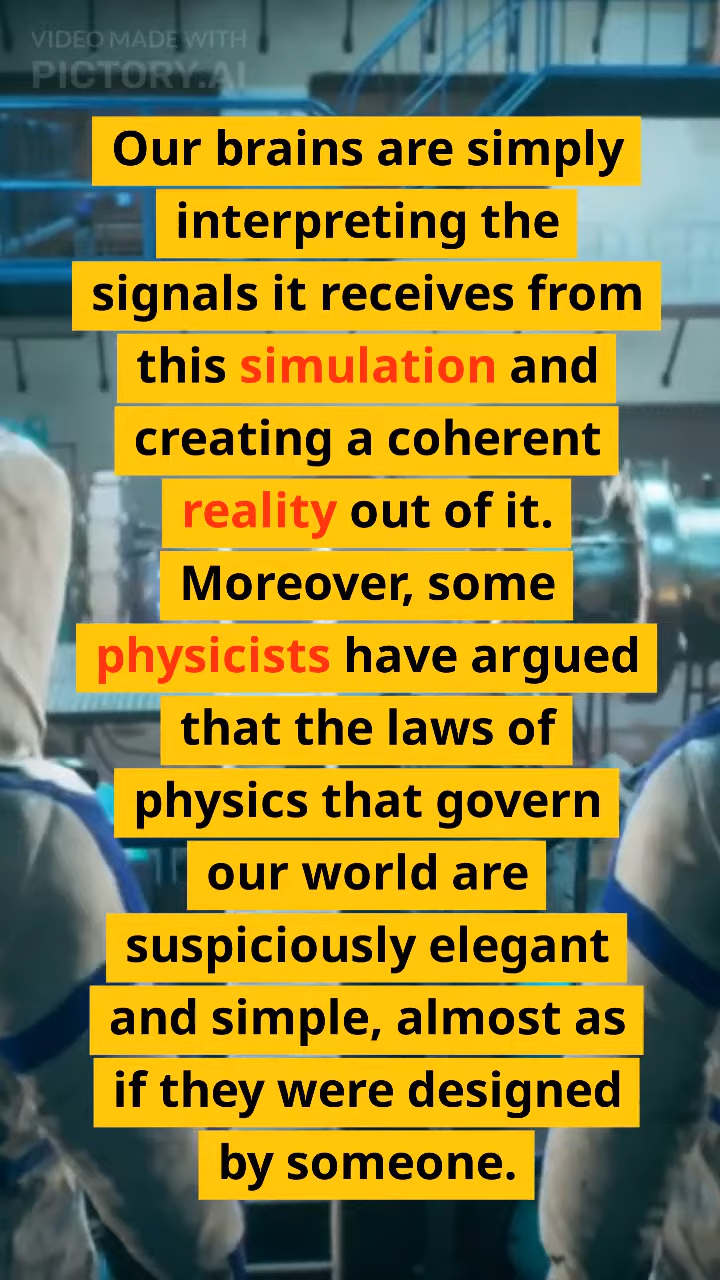 VIDEO MADE WITH
PICTORY.AI
Our brains are simply
interpreting the
signals it receives from
this simulation and
creating a coherent
reality out of it.
Moreover, some
physicists have argued
that the laws of
physics that govern
our world are
suspiciously elegant
and simple, almost as
if they were designed
by someone.